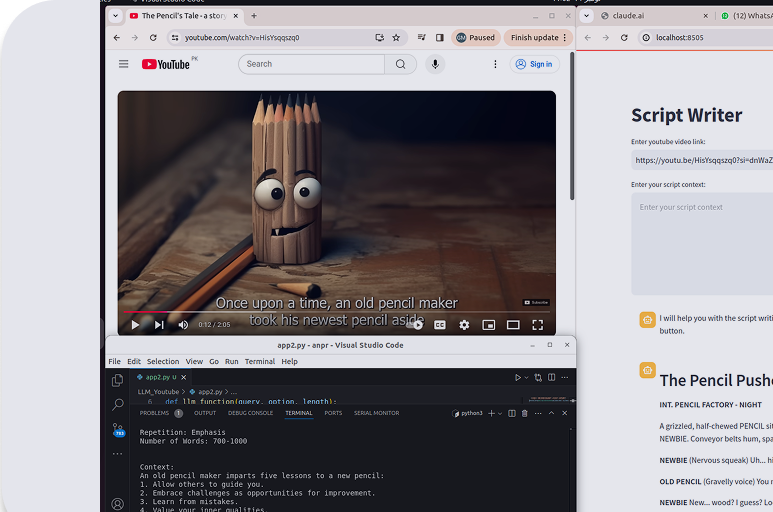 Visual Studio Code
The Pencil's Tale - a story
claude.ai
(12) WhatsA
youtube.com/watch?v=HisYsqqszq0
Paused
Finish update
localhost:8505
YouTube PK
Search
Sign in
Script Writer
Enter youtube video link:
https://youtu.be/HisYsqqszq0?si=dnWaZ
Enter your script context:
Enter your script context
Subscribe
Once upon a time, an old pencil maker
took his newest pencil aside
0:12 / 2:05
I will help you with the script writi
button.
app2.py - anpr - Visual Studio Code
File Edit Selection View Go Run Terminal Help
app2.py U
LLM_Youtube > app2.py > ...
6 def llm_function(query, option, length):
PROBLEMS 1 OUTPUT DEBUG CONSOLE TERMINAL PORTS SERIAL MONITOR python3
Repetition: Emphasis
Number of Words: 700-1000
Context:
An old pencil maker imparts five lessons to a new pencil:
1. Allow others to guide you.
2. Embrace challenges as opportunities for improvement.
3. Learn from mistakes.
4. Value your inner qualities.
The Pencil Pushe
INT. PENCIL FACTORY - NIGHT
A grizzled, half-chewed PENCIL sit
NEWBIE. Conveyor belts hum, spa
NEWBIE (Nervous squeak) Uh... hi
OLD PENCIL (Gravelly voice) You n
NEWBIE New... wood? I guess? Lo